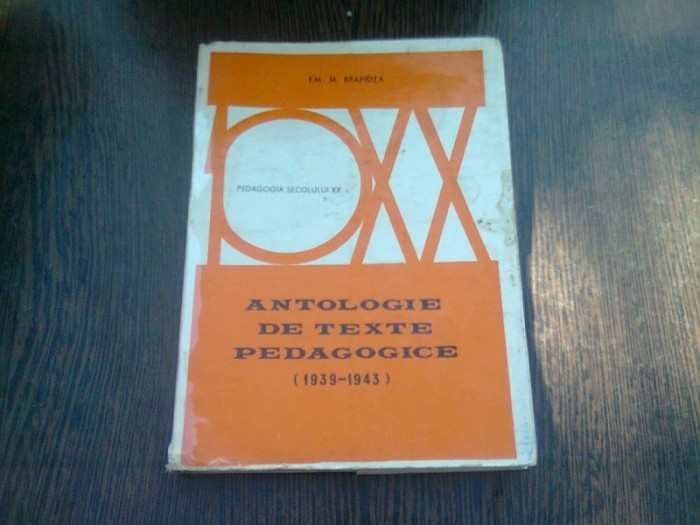 EM. M. BRANDZA
PEDAGOGIA SECOLULUI XX
ANTOLOGIE
DE TEXTE
PEDAGOGICE
(1939-1943)